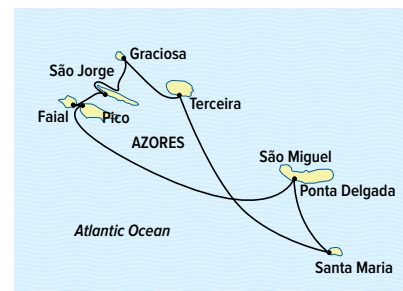 Graciosa
São Jorge
Terceira
Faial
Pico
AZORES
São Miguel
Ponta Delgada
Atlantic Ocean
Santa Maria